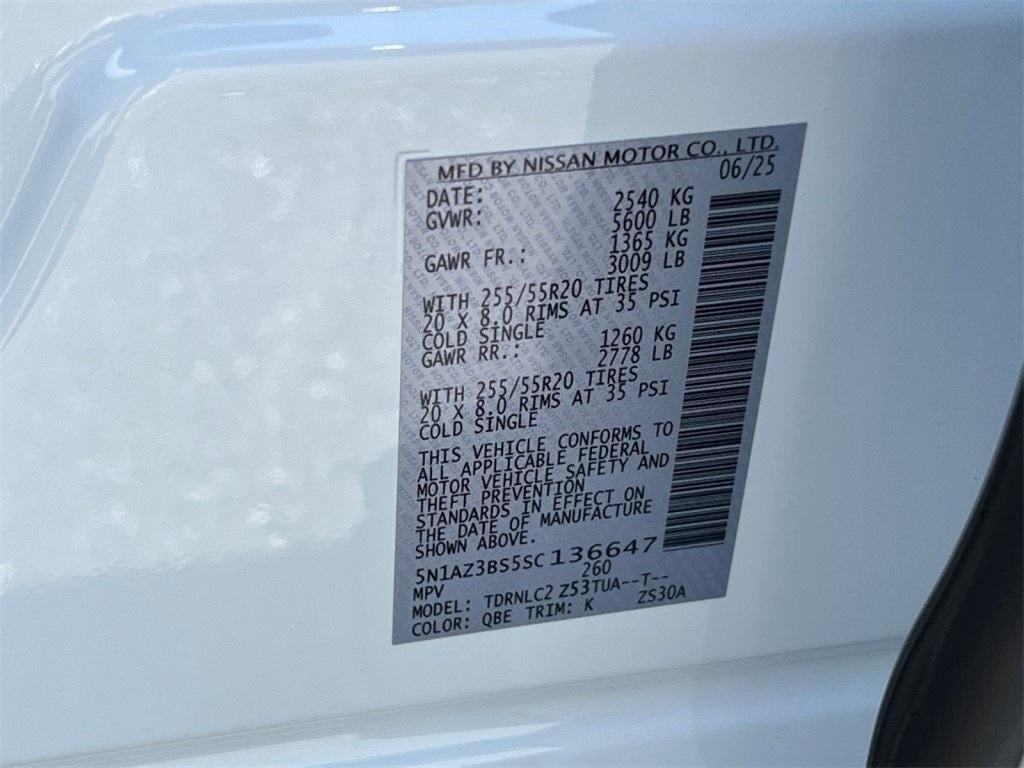 MFD BY NISSAN MOTOR CO., LTD.
DATE: 06/25
GVWR: 2540 KG
5600 LB
GAWR FR.: 1365 KG
3009 LB
WITH 255/55R20 TIRES
20 X 8.0 RIMS AT 35 PSI
COLD SINGLE
GAWR RR.: 1260 KG
2778 LB
WITH 255/55R20 TIRES
20 X 8.0 RIMS AT 35 PSI
COLD SINGLE
THIS VEHICLE CONFORMS TO
ALL APPLICABLE FEDERAL
MOTOR VEHICLE SAFETY AND
THEFT PREVENTION
STANDARDS IN EFFECT ON
THE DATE OF MANUFACTURE
SHOWN ABOVE.
5N1AZ3BS5SC136647
MPV 260
MODEL: TDRNLC2 Z53TUA--T--
COLOR: QBE TRIM: K ZS30A